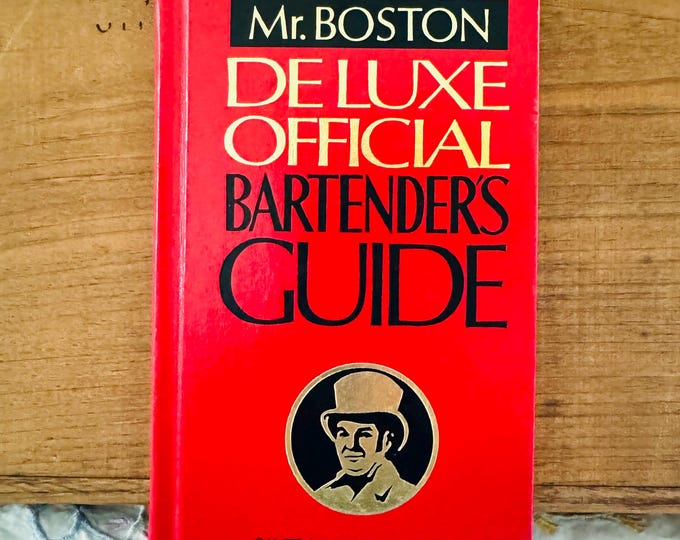 Mr. BOSTON
DE LUXE
OFFICIAL
BARTENDER'S
GUIDE